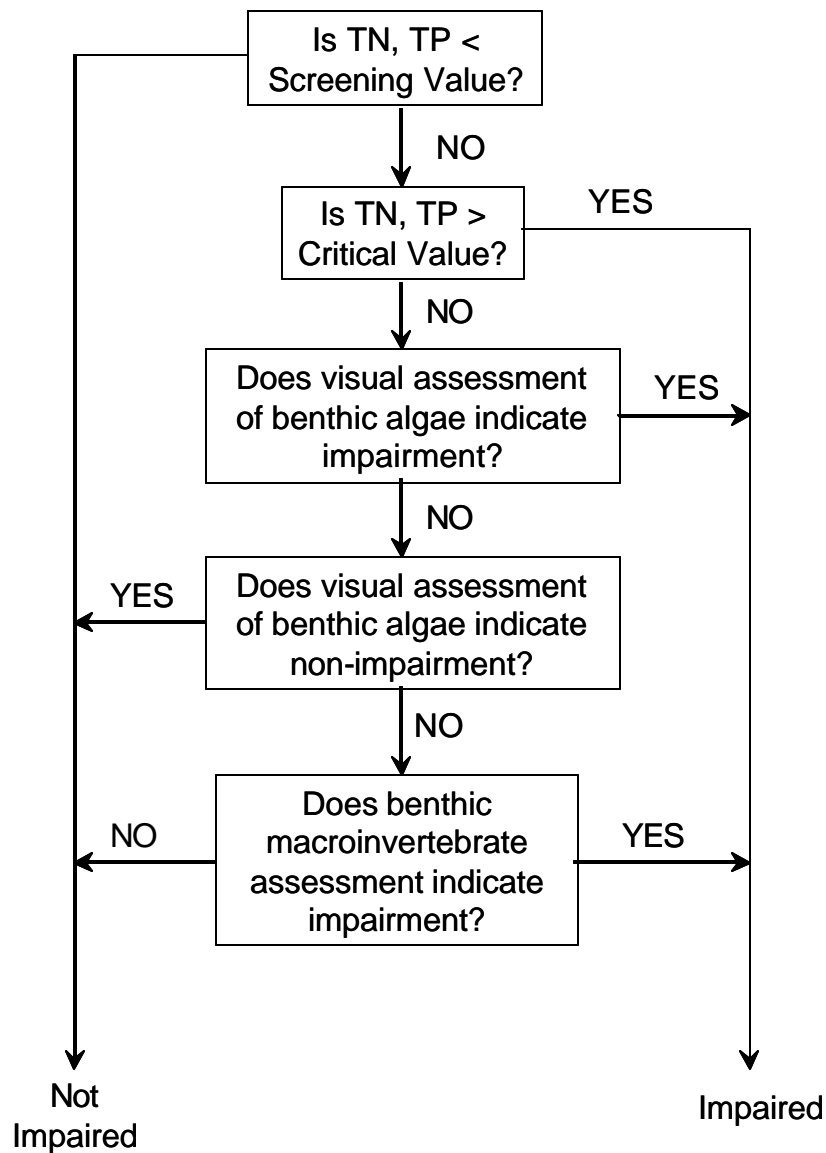 Is TN, TP <
Screening Value?
NO
Is TN, TP >
Critical Value?
YES
NO
Does visual assessment
of benthic algae indicate
impairment?
YES
NO
Does visual assessment
of benthic algae indicate
non-impairment?
YES
NO
Does benthic
macroinvertebrate
assessment indicate
impairment?
NO
YES
Not
Impaired
Impaired